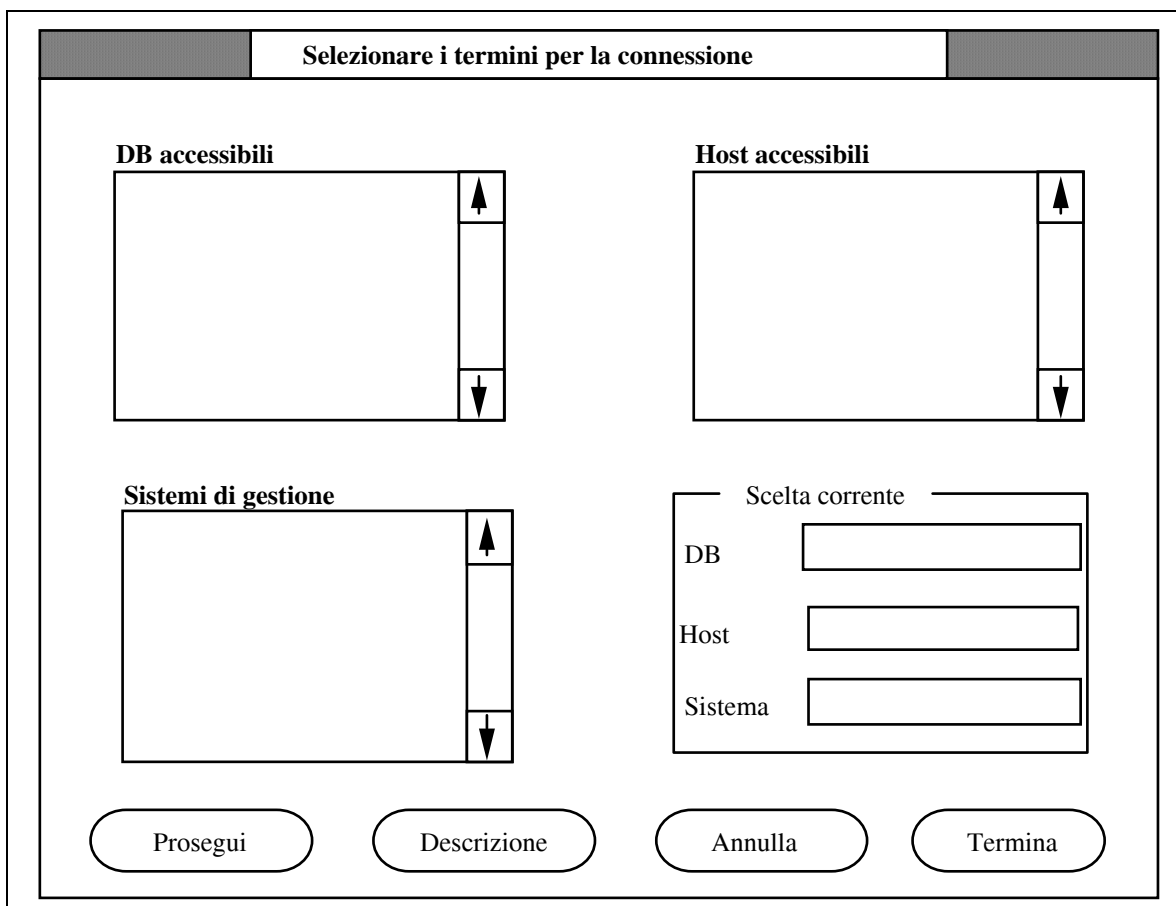 Selezionare i termini per la connessione
DB accessibili
Host accessibili
Sistemi di gestione
Scelta corrente
DB
Host
Sistema
Prosegui
Descrizione
Annulla
Termina